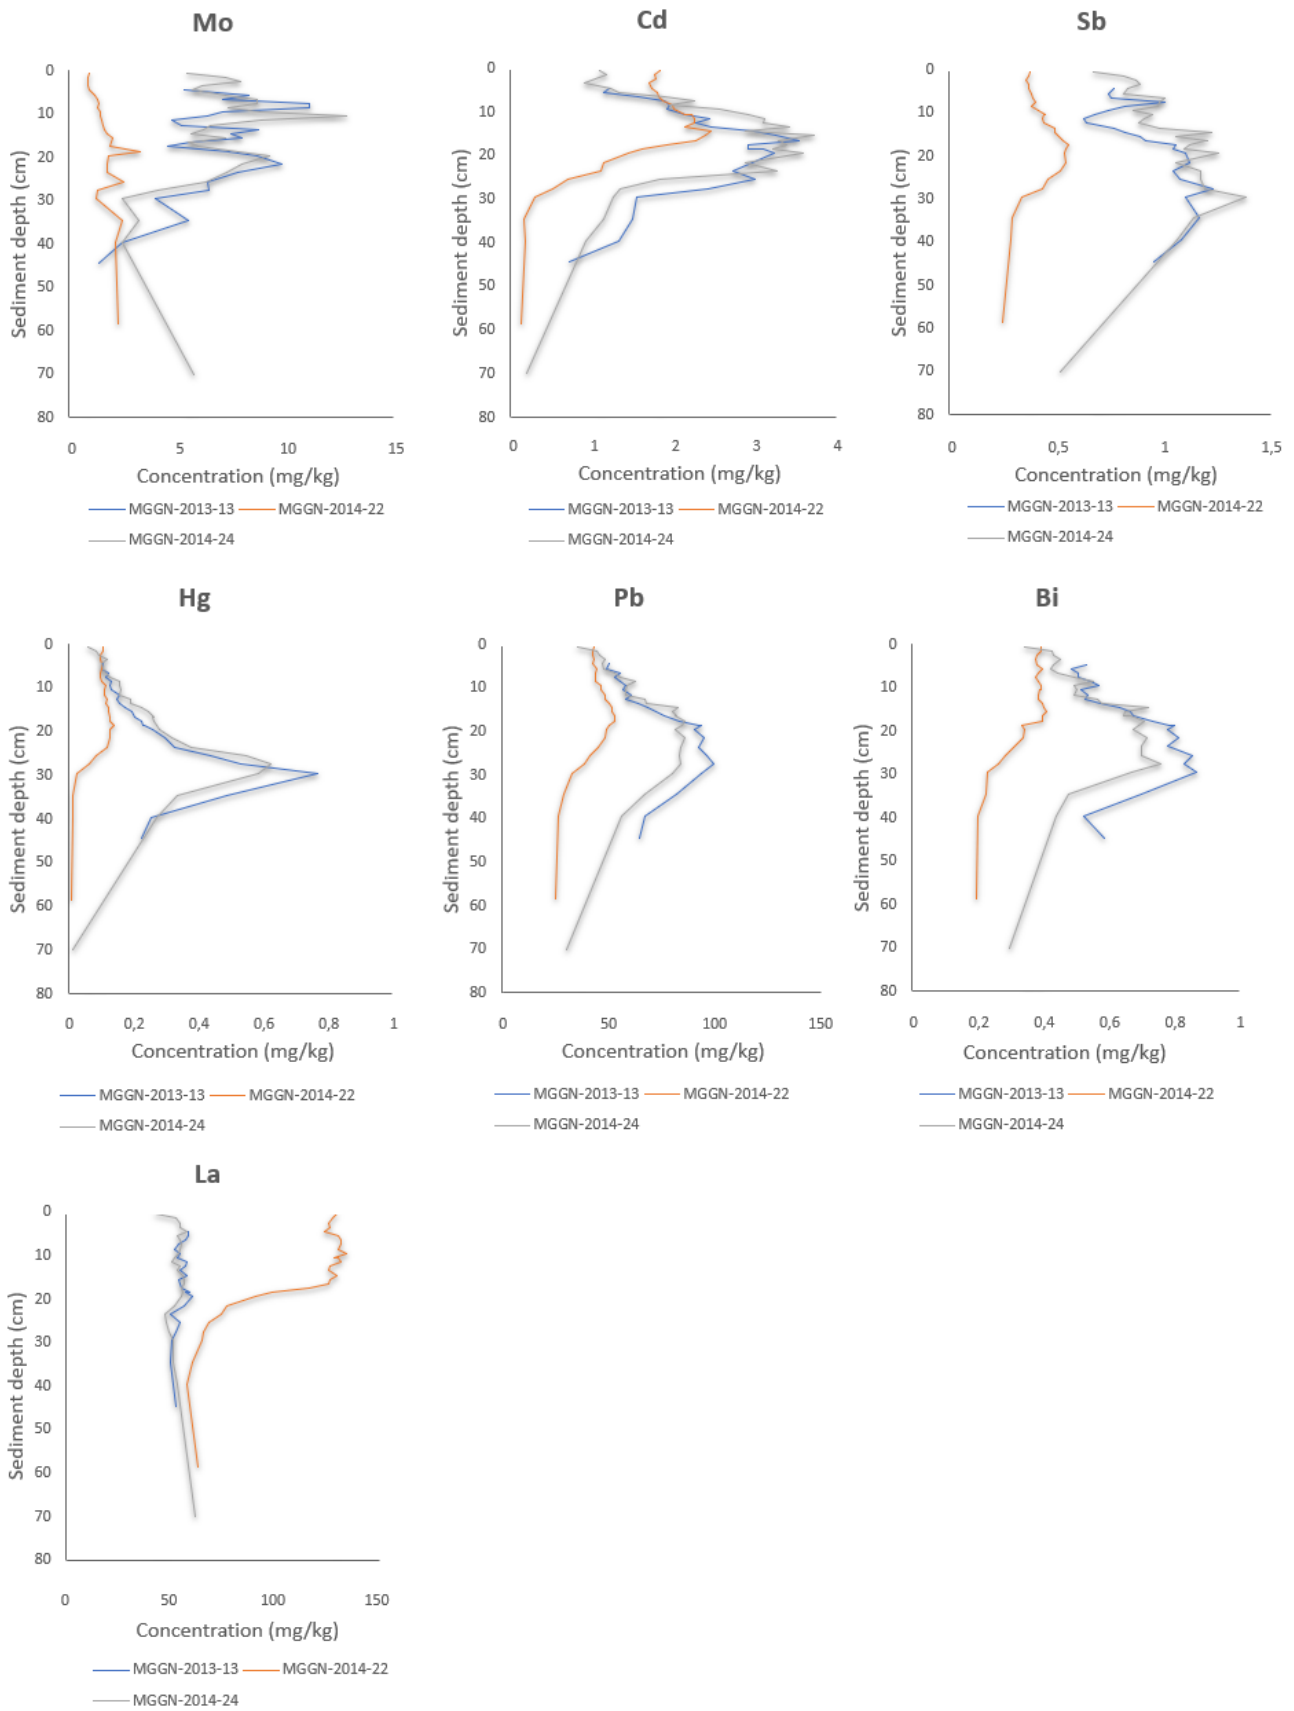 Mo
0
10
20
30
40
50
60
70
80
Sediment depth (cm)
0 5 10 15
Concentration (mg/kg)
MGGN-2013-13 MGGN-2014-22
MGGN-2014-24
Cd
0
10
20
30
40
50
60
70
80
Sediment depth (cm)
0 1 2 3 4
Concentration (mg/kg)
MGGN-2013-13 MGGN-2014-22
MGGN-2014-24
Sb
0
10
20
30
40
50
60
70
80
Sediment depth (cm)
0 0,5 1 1,5
Concentration (mg/kg)
MGGN-2013-13 MGGN-2014-22
MGGN-2014-24
Hg
0
10
20
30
40
50
60
70
80
Sediment depth (cm)
0 0,2 0,4 0,6 0,8 1
Concentration (mg/kg)
MGGN-2013-13 MGGN-2014-22
MGGN-2014-24
Pb
0
10
20
30
40
50
60
70
80
Sediment depth (cm)
0 50 100 150
Concentration (mg/kg)
MGGN-2013-13 MGGN-2014-22
MGGN-2014-24
Bi
0
10
20
30
40
50
60
70
80
Sediment depth (cm)
0 0,2 0,4 0,6 0,8 1
Concentration (mg/kg)
MGGN-2013-13 MGGN-2014-22
MGGN-2014-24
La
0
10
20
30
40
50
60
70
80
Sediment depth (cm)
0 50 100 150
Concentration (mg/kg)
MGGN-2013-13 MGGN-2014-22
MGGN-2014-24